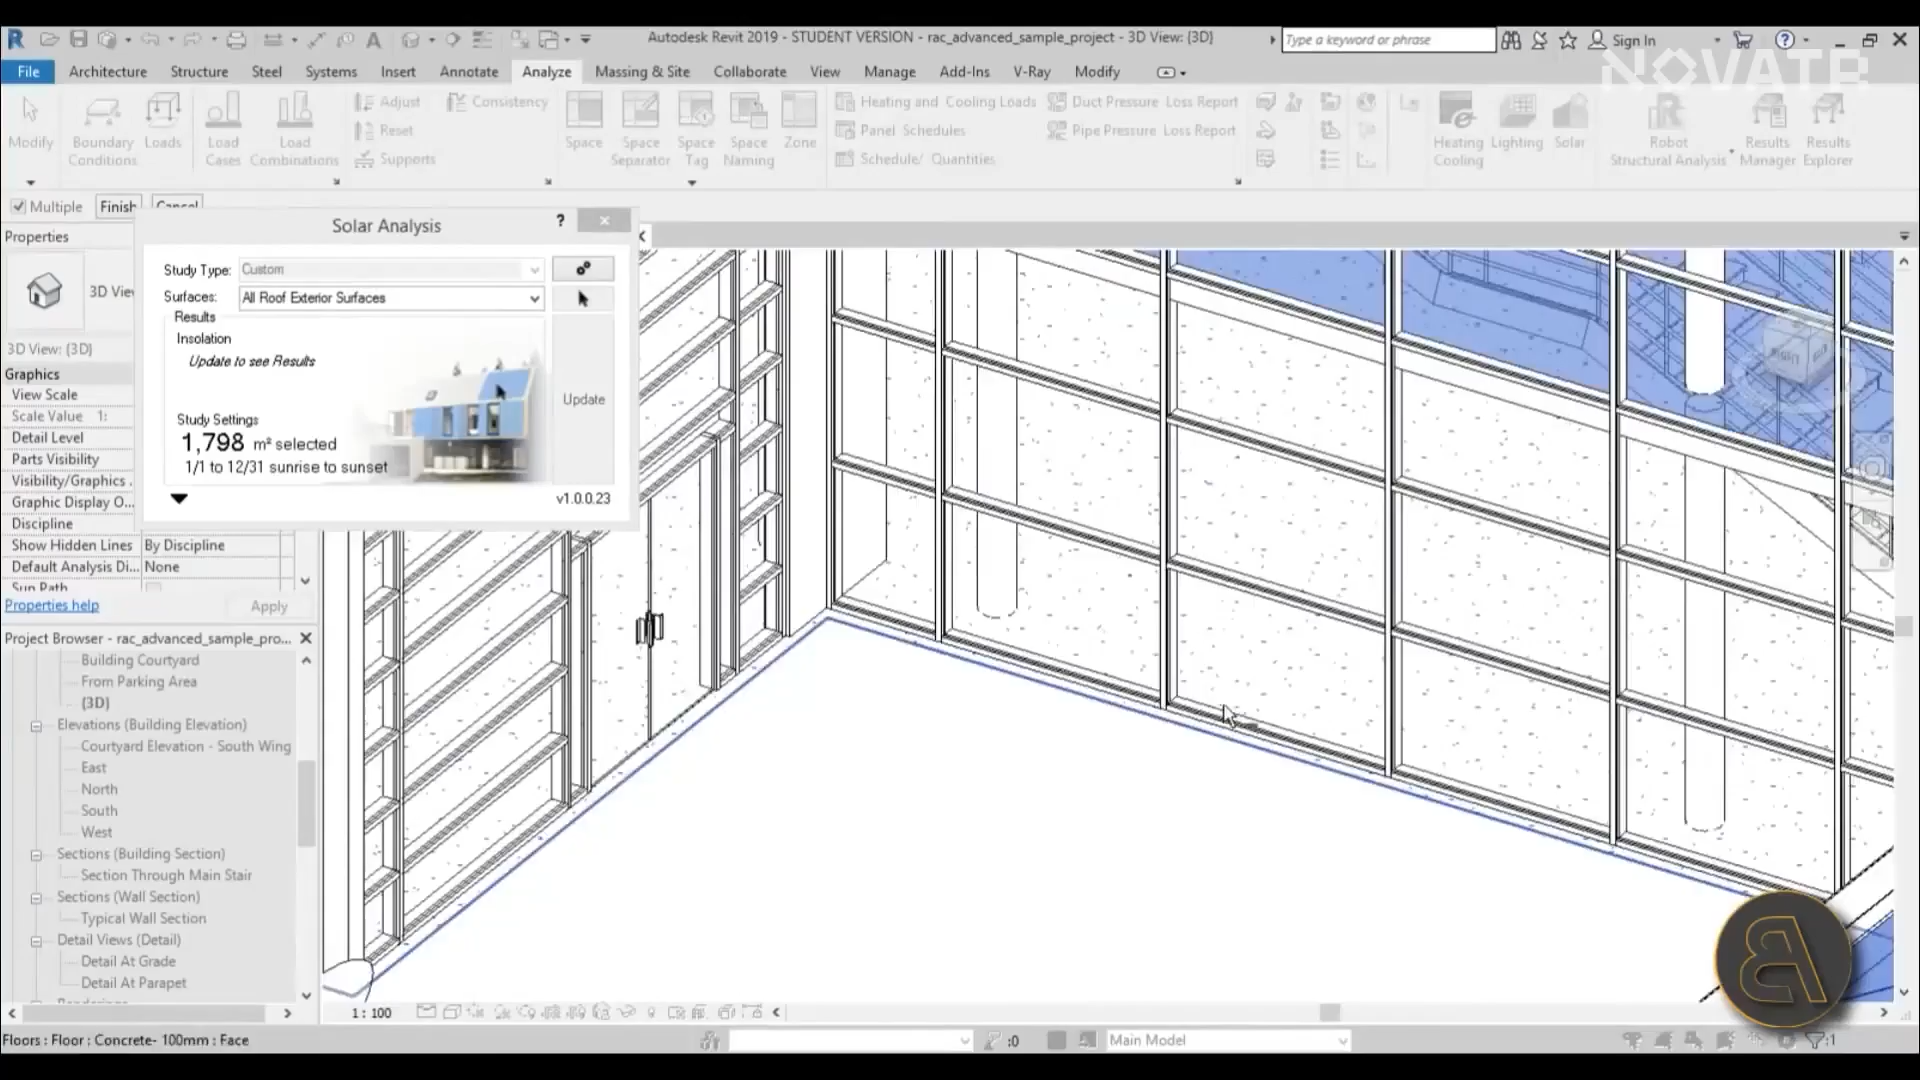 Autodesk Revit 2019 - STUDENT VERSION - rac_advanced_sample_project - 3D View: {3D}
Type a keyword or phrase
Sign In
NOVATR
File Architecture Structure Steel Systems Insert Annotate Analyze Massing & Site Collaborate View Manage Add-Ins V-Ray Modify
Modify
Boundary Conditions
Loads
Load Cases
Load Combinations
Adjust
Reset
Supports
Consistency
Space
Space Separator
Space Tag
Space Naming
Zone
Heating and Cooling Loads
Panel Schedules
Schedule/ Quantities
Duct Pressure Loss Report
Pipe Pressure Loss Report
Heating Cooling
Lighting
Solar
Robot Structural Analysis
Results Manager
Results Explorer
Multiple Finish Cancel
Properties
3D View: {3D}
Graphics
View Scale
Scale Value 1:
Detail Level
Parts Visibility
Visibility/Graphics .
Graphic Display O...
Discipline
Show Hidden Lines By Discipline
Default Analysis Di... None
Sun Path
Properties help Apply
Solar Analysis
?
Study Type: Custom
Surfaces: All Roof Exterior Surfaces
Results
Insolation
Update to see Results
Study Settings
1,798 m² selected
1/1 to 12/31 sunrise to sunset
Update
v1.0.0.23
Project Browser - rac_advanced_sample_pro...
Building Courtyard
From Parking Area
{3D}
Elevations (Building Elevation)
Courtyard Elevation - South Wing
East
North
South
West
Sections (Building Section)
Section Through Main Stair
Sections (Wall Section)
Typical Wall Section
Detail Views (Detail)
Detail At Grade
Detail At Parapet
Renderings
1 : 100
Floors : Floor : Concrete- 100mm : Face
:0
Main Model
:1